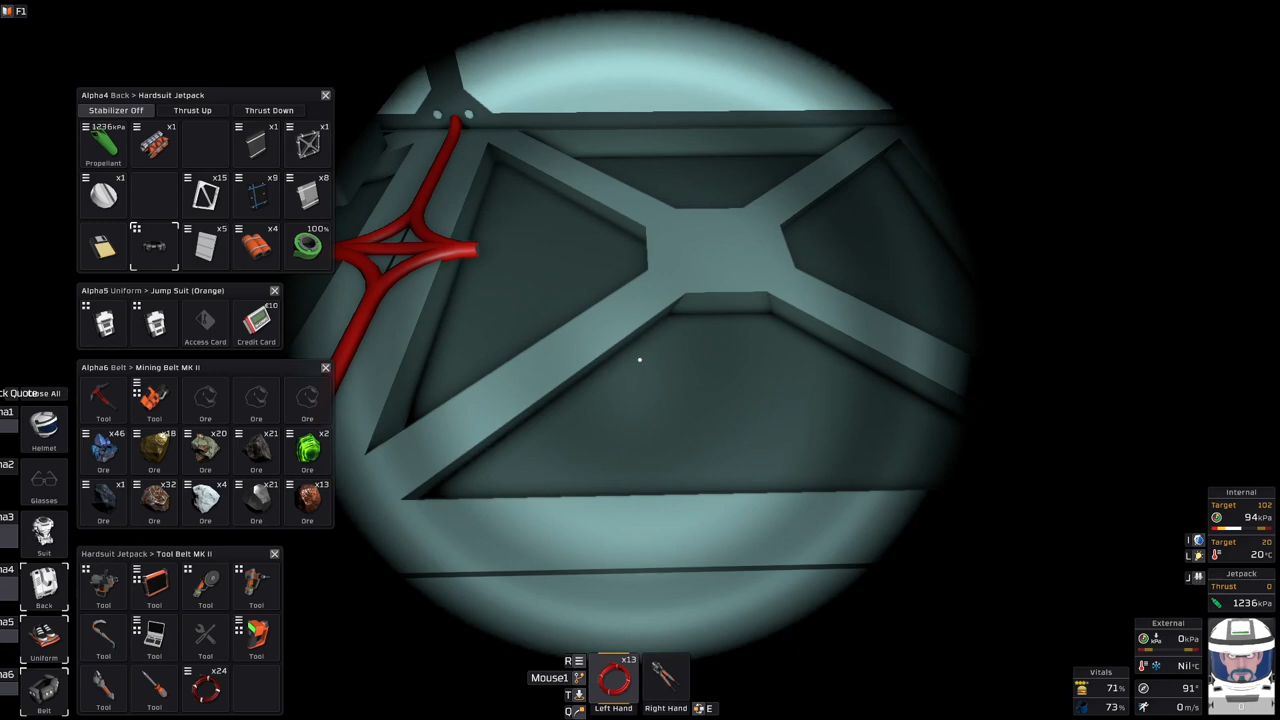 F1
Alpha4 Back > Hardsuit Jetpack
Stabilizer Off Thrust Up Thrust Down
1236kPa x1 x1 x1
Propellant
x1 x15 x9 x8
x5 x4 100%
Alpha5 Uniform > Jump Suit (Orange)
Access Card Credit Card
Alpha6 Belt > Mining Belt MK II
Tool Tool Ore Ore Ore
x46 x18 x20 x21 x2
Ore Ore Ore Ore Ore
x1 x32 x4 x21 x13
Ore Ore Ore Ore Ore
Hardsuit Jetpack > Tool Belt MK II
Tool Tool Tool Tool
Tool Tool Tool Tool
x24
Tool Tool Tool
Helmet
Glasses
Suit
Back
Uniform
Belt
R x13
Mouse1
T
Q Left Hand Right Hand E
Internal
Target 102
94kPa
I Target 20
L 20°C
Jetpack
J Thrust 0
1236kPa
External
0kPa
Nil°C
Vitals
71% 91°
73% 0m/s
0